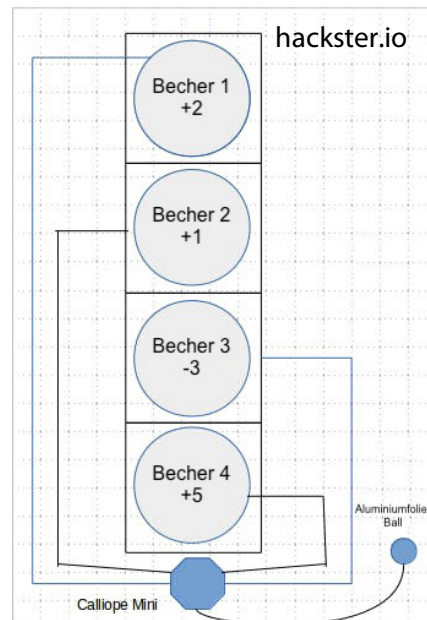 hackster.io
Becher 1
+2
Becher 2
+1
Becher 3
-3
Becher 4
+5
Aluminiumfolie
Ball
Calliope Mini